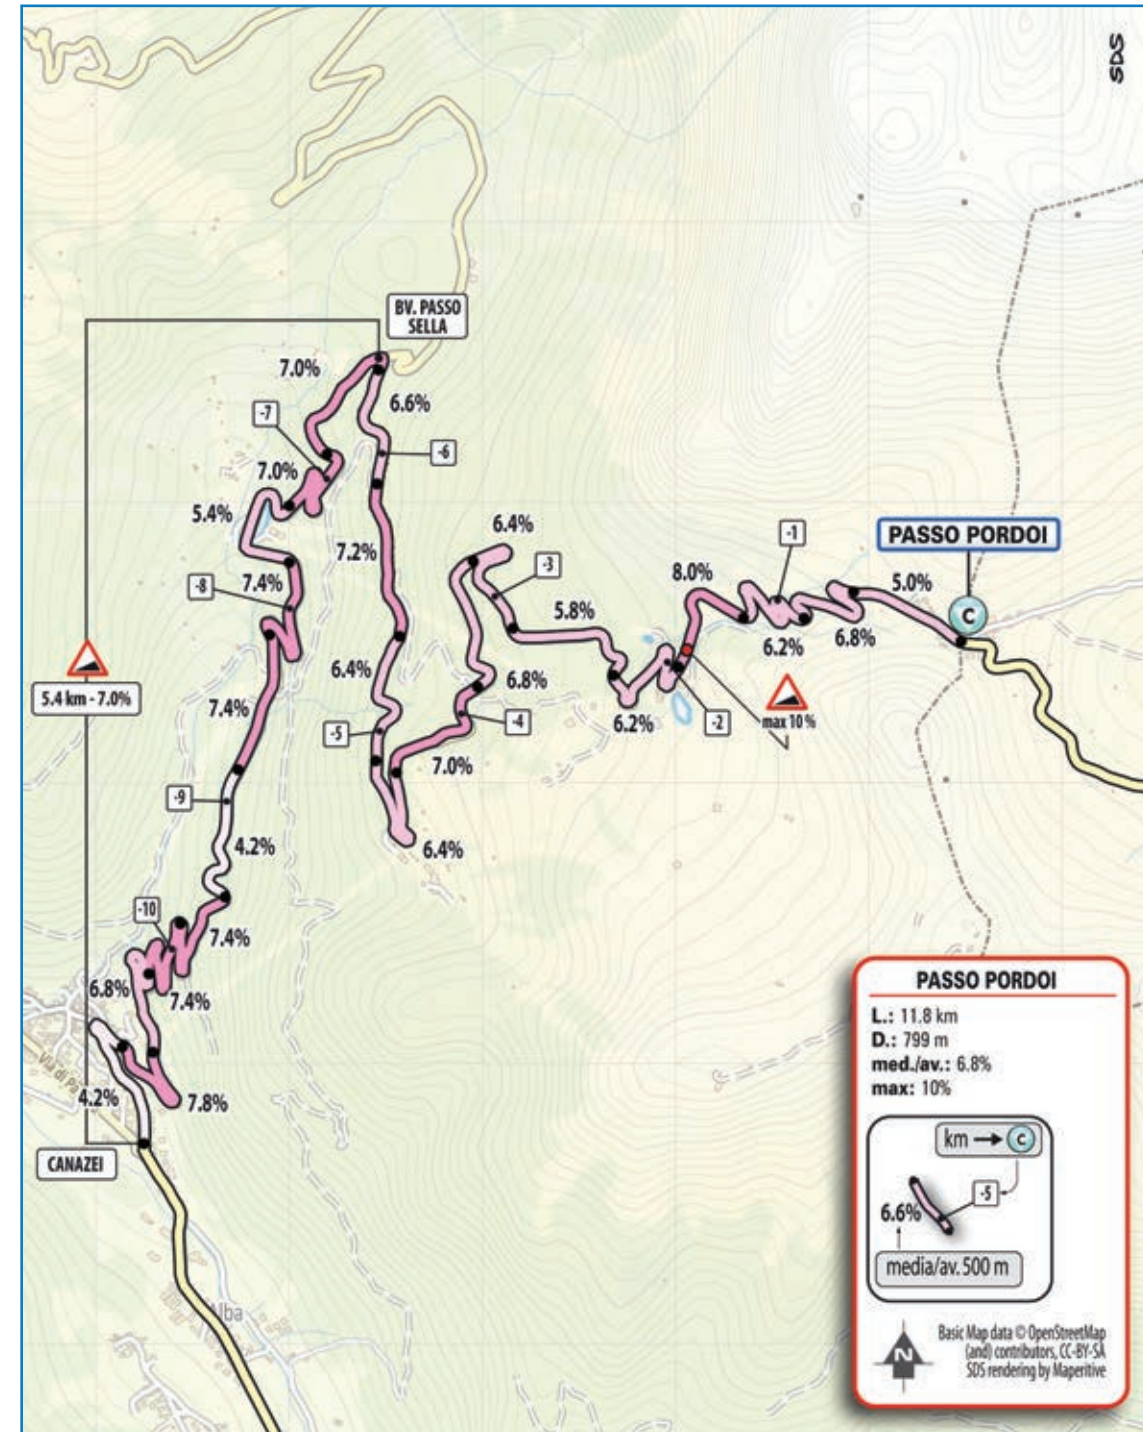 SDS
BV. PASSO
SELLA
7.0%
6.6%
-7
-6
7.0%
5.4%
6.4%
-1
PASSO PORDOI
7.2%
-3
8.0%
5.0%
C
7.4%
-8
5.8%
6.2%
6.8%
6.4%
6.8%
5.4 km - 7.0%
7.4%
6.2%
-2
max 10%
-5
-4
7.0%
-9
4.2%
6.4%
-10
7.4%
6.8%
7.4%
Via di Pa
4.2%
7.8%
CANAZEI
Alba
PASSO PORDOI
L.: 11.8 km
D.: 799 m
med./av.: 6.8%
max: 10%
km → C
-5
6.6%
media/av. 500 m
N
Basic Map data © OpenStreetMap
(and) contributors, CC-BY-SA
SDS rendering by Maperitive